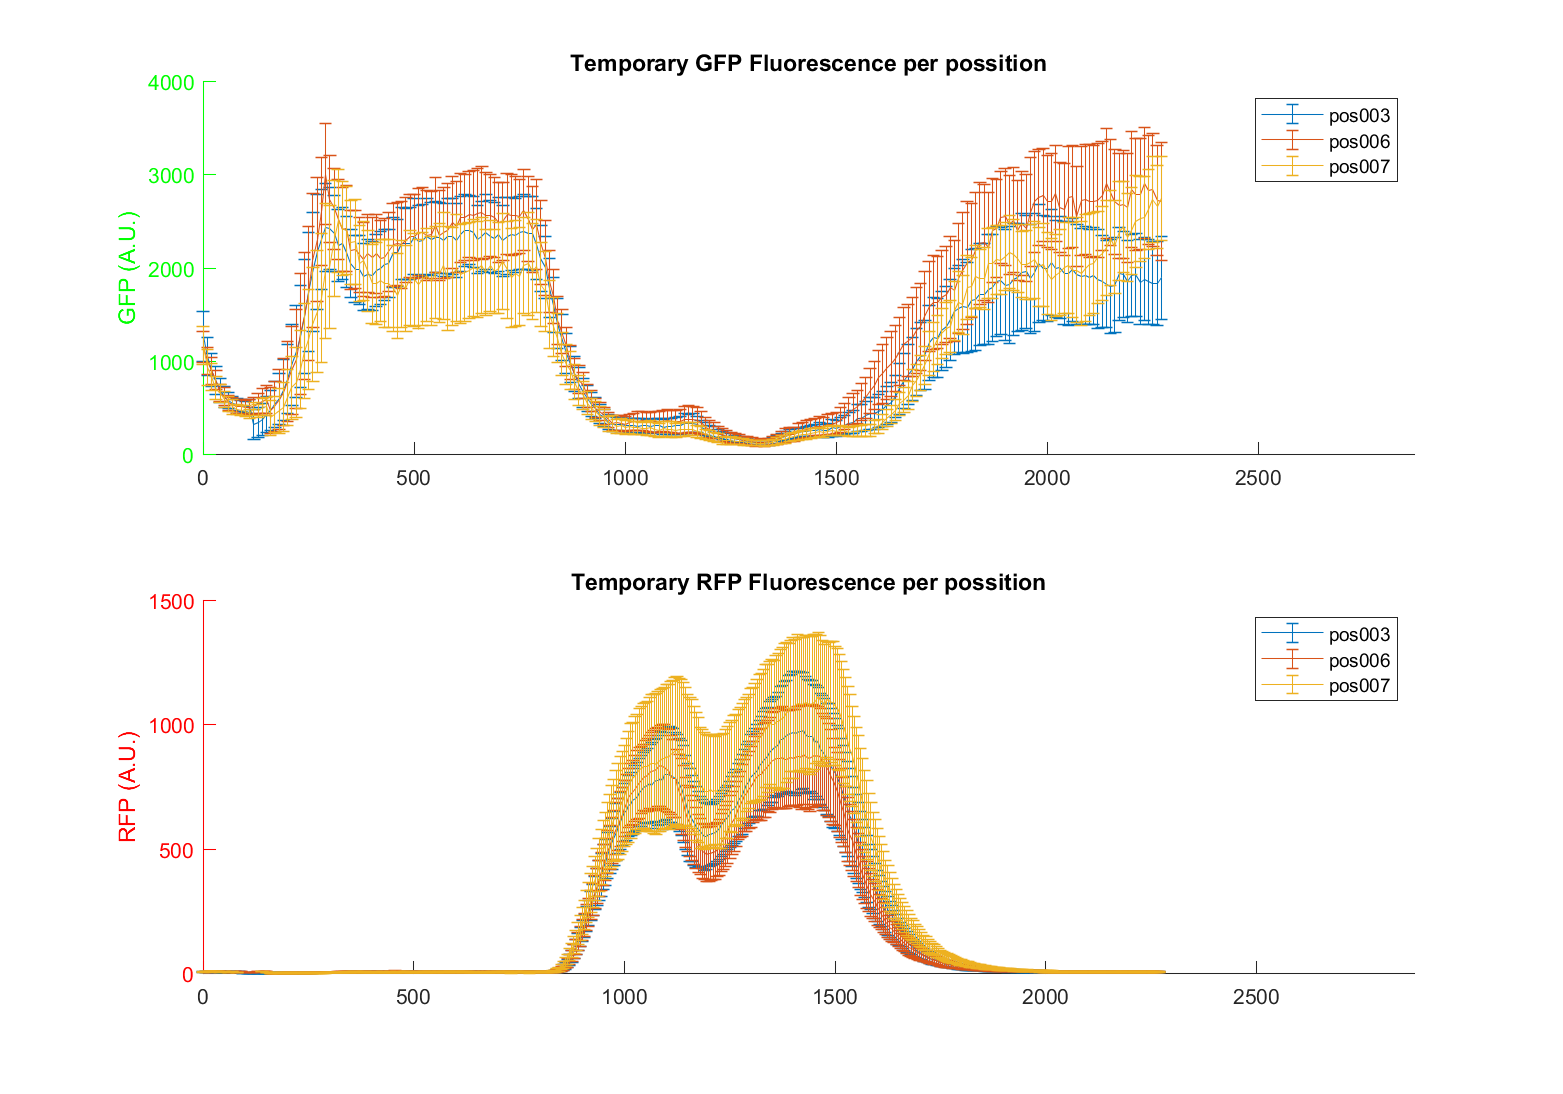 Temporary GFP Fluorescence per possition
GFP (A.U.)
4000
3000
2000
1000
0
0 500 1000 1500 2000 2500
pos003
pos006
pos007
Temporary RFP Fluorescence per possition
RFP (A.U.)
1500
1000
500
0
0 500 1000 1500 2000 2500
pos003
pos006
pos007